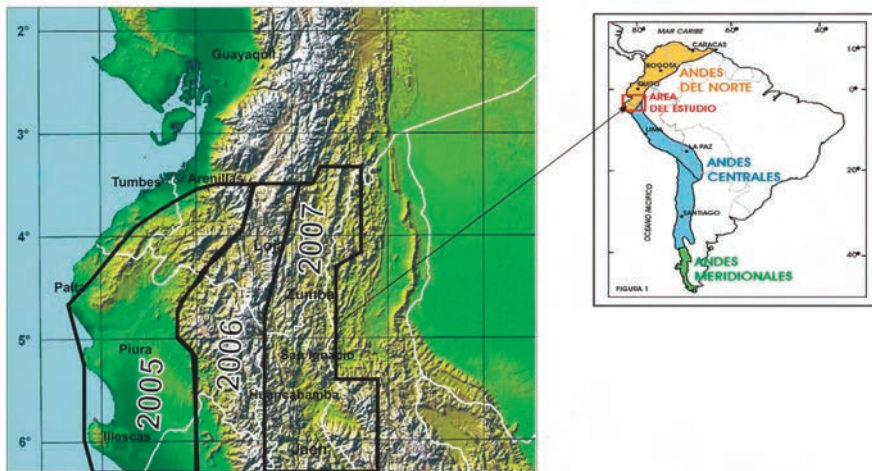 2°
Guayaquil
3°
Tumbes
Arenillas
4°
Loja
2007
Paita
Zumba
5°
Piura
2006
San Ignacio
2005
Huancabamba
Illescas
6°
Jaén
80°
MAR CARIBE
60°
CARACAS
10°
BOGOTA
ANDES
DEL NORTE
QUITO
0°
AREA
DEL ESTUDIO
LIMA
LA PAZ
ANDES
CENTRALES
20°
OCEANO PACIFICO
SANTIAGO
40°
ANDES
MERIDIONALES
FIGURA 1